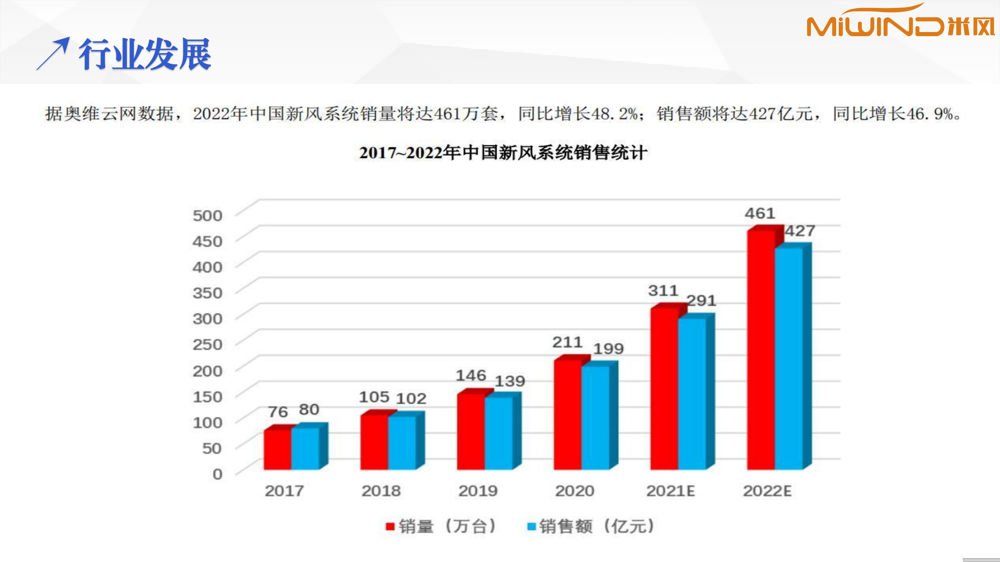 MiWIND米风
行业发展
据奥维云网数据，2022年中国新风系统销量将达461万套，同比增长48.2%；销售额将达427亿元，同比增长46.9%。
2017~2022年中国新风系统销售统计
500
450
400
350
300
250
200
150
100
50
0
76 80
105 102
146 139
211 199
311 291
461 427
2017 2018 2019 2020 2021E 2022E
销量（万台） 销售额（亿元）